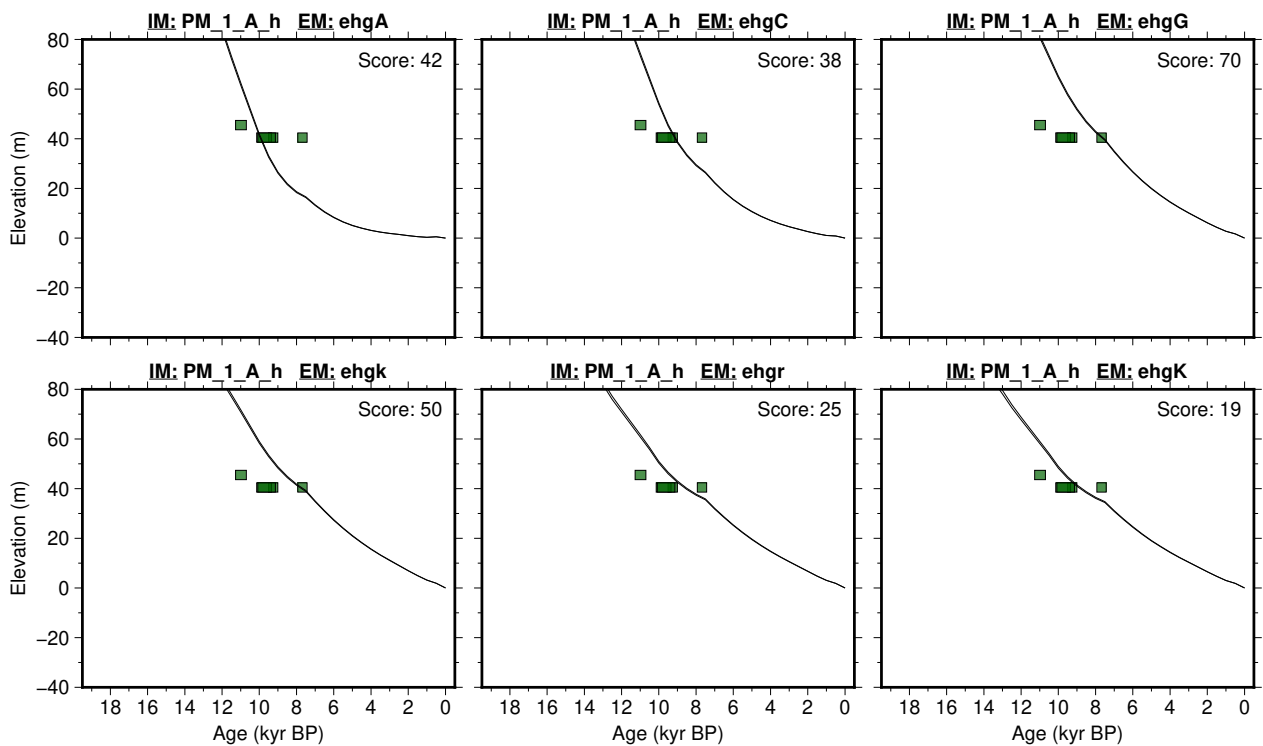 IM: PM_1_A_h EM: ehgA
IM: PM_1_A_h EM: ehgC
IM: PM_1_A_h EM: ehgG
80
60
40
20
0
−20
−40
Elevation (m)
Score: 42
Score: 38
Score: 70
IM: PM_1_A_h EM: ehgk
IM: PM_1_A_h EM: ehgr
IM: PM_1_A_h EM: ehgK
80
60
40
20
0
−20
−40
Elevation (m)
Score: 50
Score: 25
Score: 19
18 16 14 12 10 8 6 4 2 0
18 16 14 12 10 8 6 4 2 0
18 16 14 12 10 8 6 4 2 0
Age (kyr BP)
Age (kyr BP)
Age (kyr BP)